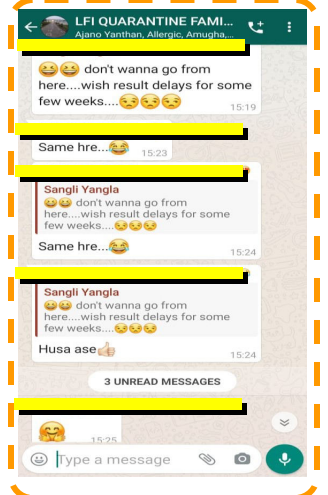 LFI QUARANTINE FAMI...
Ajano Yanthan, Allergic, Amugha,...
😆😆 don't wanna go from
here....wish result delays for some
few weeks....😒😒😒
15:19
Same hre...😂
15:23
Sangli Yangla
😆😆 don't wanna go from
here....wish result delays for some
few weeks....😒😒😒
Same hre...😂
15:24
Sangli Yangla
😆😆 don't wanna go from
here....wish result delays for some
few weeks....😒😒😒
Husa ase👍🏻
15:24
3 UNREAD MESSAGES
🤗
15:25
Type a message